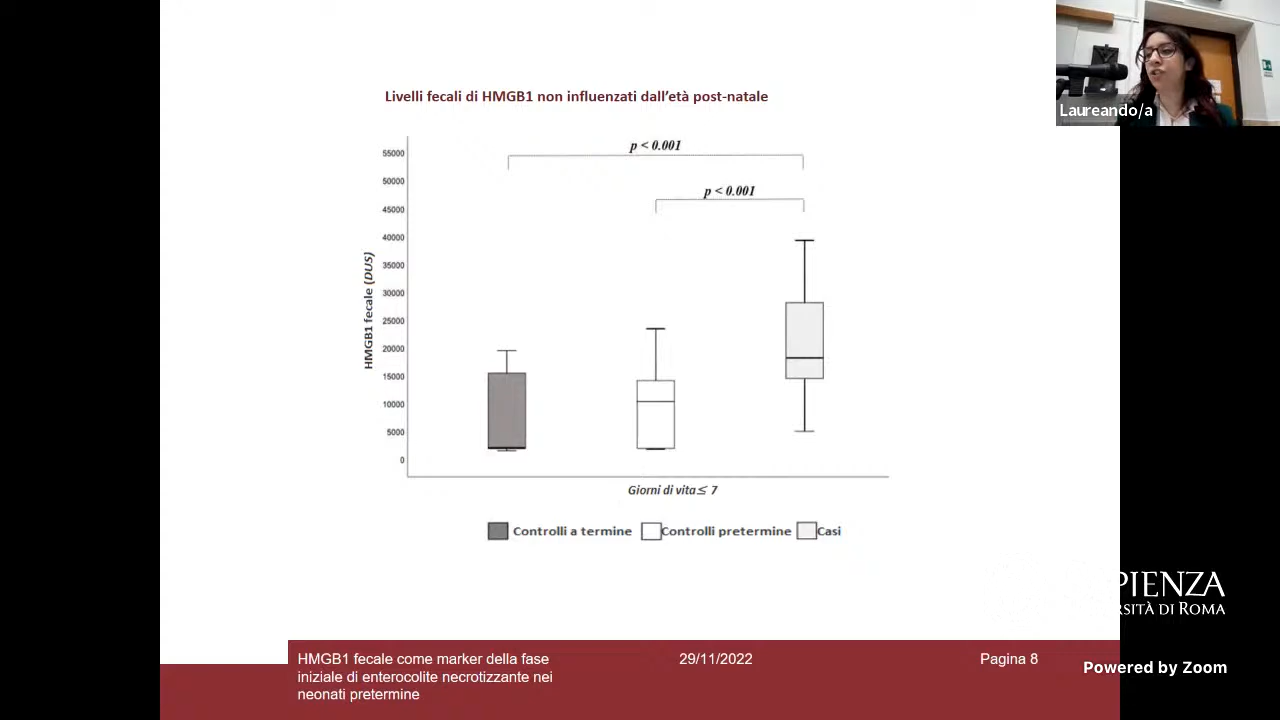 Laureando/a
Livelli fecali di HMGB1 non influenzati dall'età post-natale
p < 0.001
p < 0.001
HMGB1 fecale (DUS)
55000
50000
45000
40000
35000
30000
25000
20000
15000
10000
5000
0
Giorni di vita ≤ 7
Controlli a termine
Controlli pretermine
Casi
PIENZA
RSITÀ DI ROMA
HMGB1 fecale come marker della fase
iniziale di enterocolite necrotizzante nei
neonati pretermine
29/11/2022
Pagina 8
Powered by Zoom